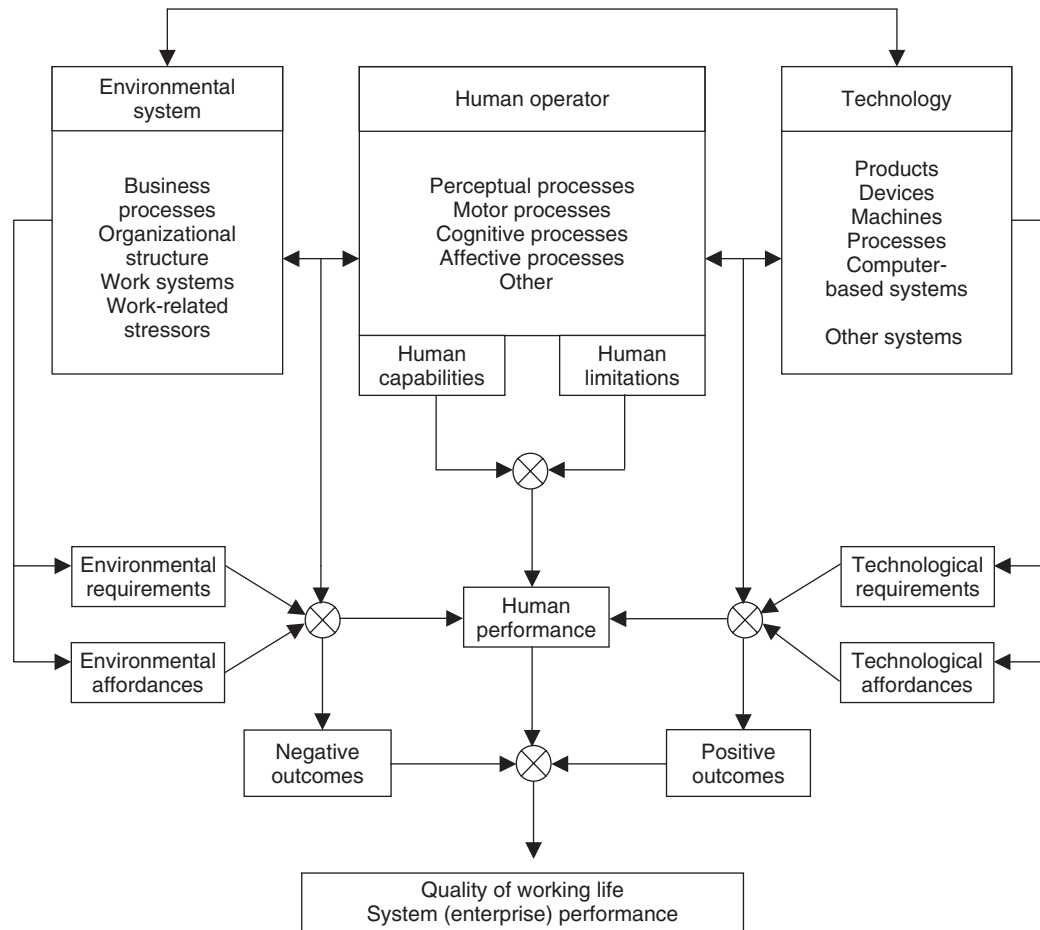 Environmental
system
Business
processes
Organizational
structure
Work systems
Work-related
stressors
Human operator
Perceptual processes
Motor processes
Cognitive processes
Affective processes
Other
Human
capabilities
Human
limitations
Technology
Products
Devices
Machines
Processes
Computer-
based systems
Other systems
Environmental
requirements
Environmental
affordances
Human
performance
Technological
requirements
Technological
affordances
Negative
outcomes
Positive
outcomes
Quality of working life
System (enterprise) performance